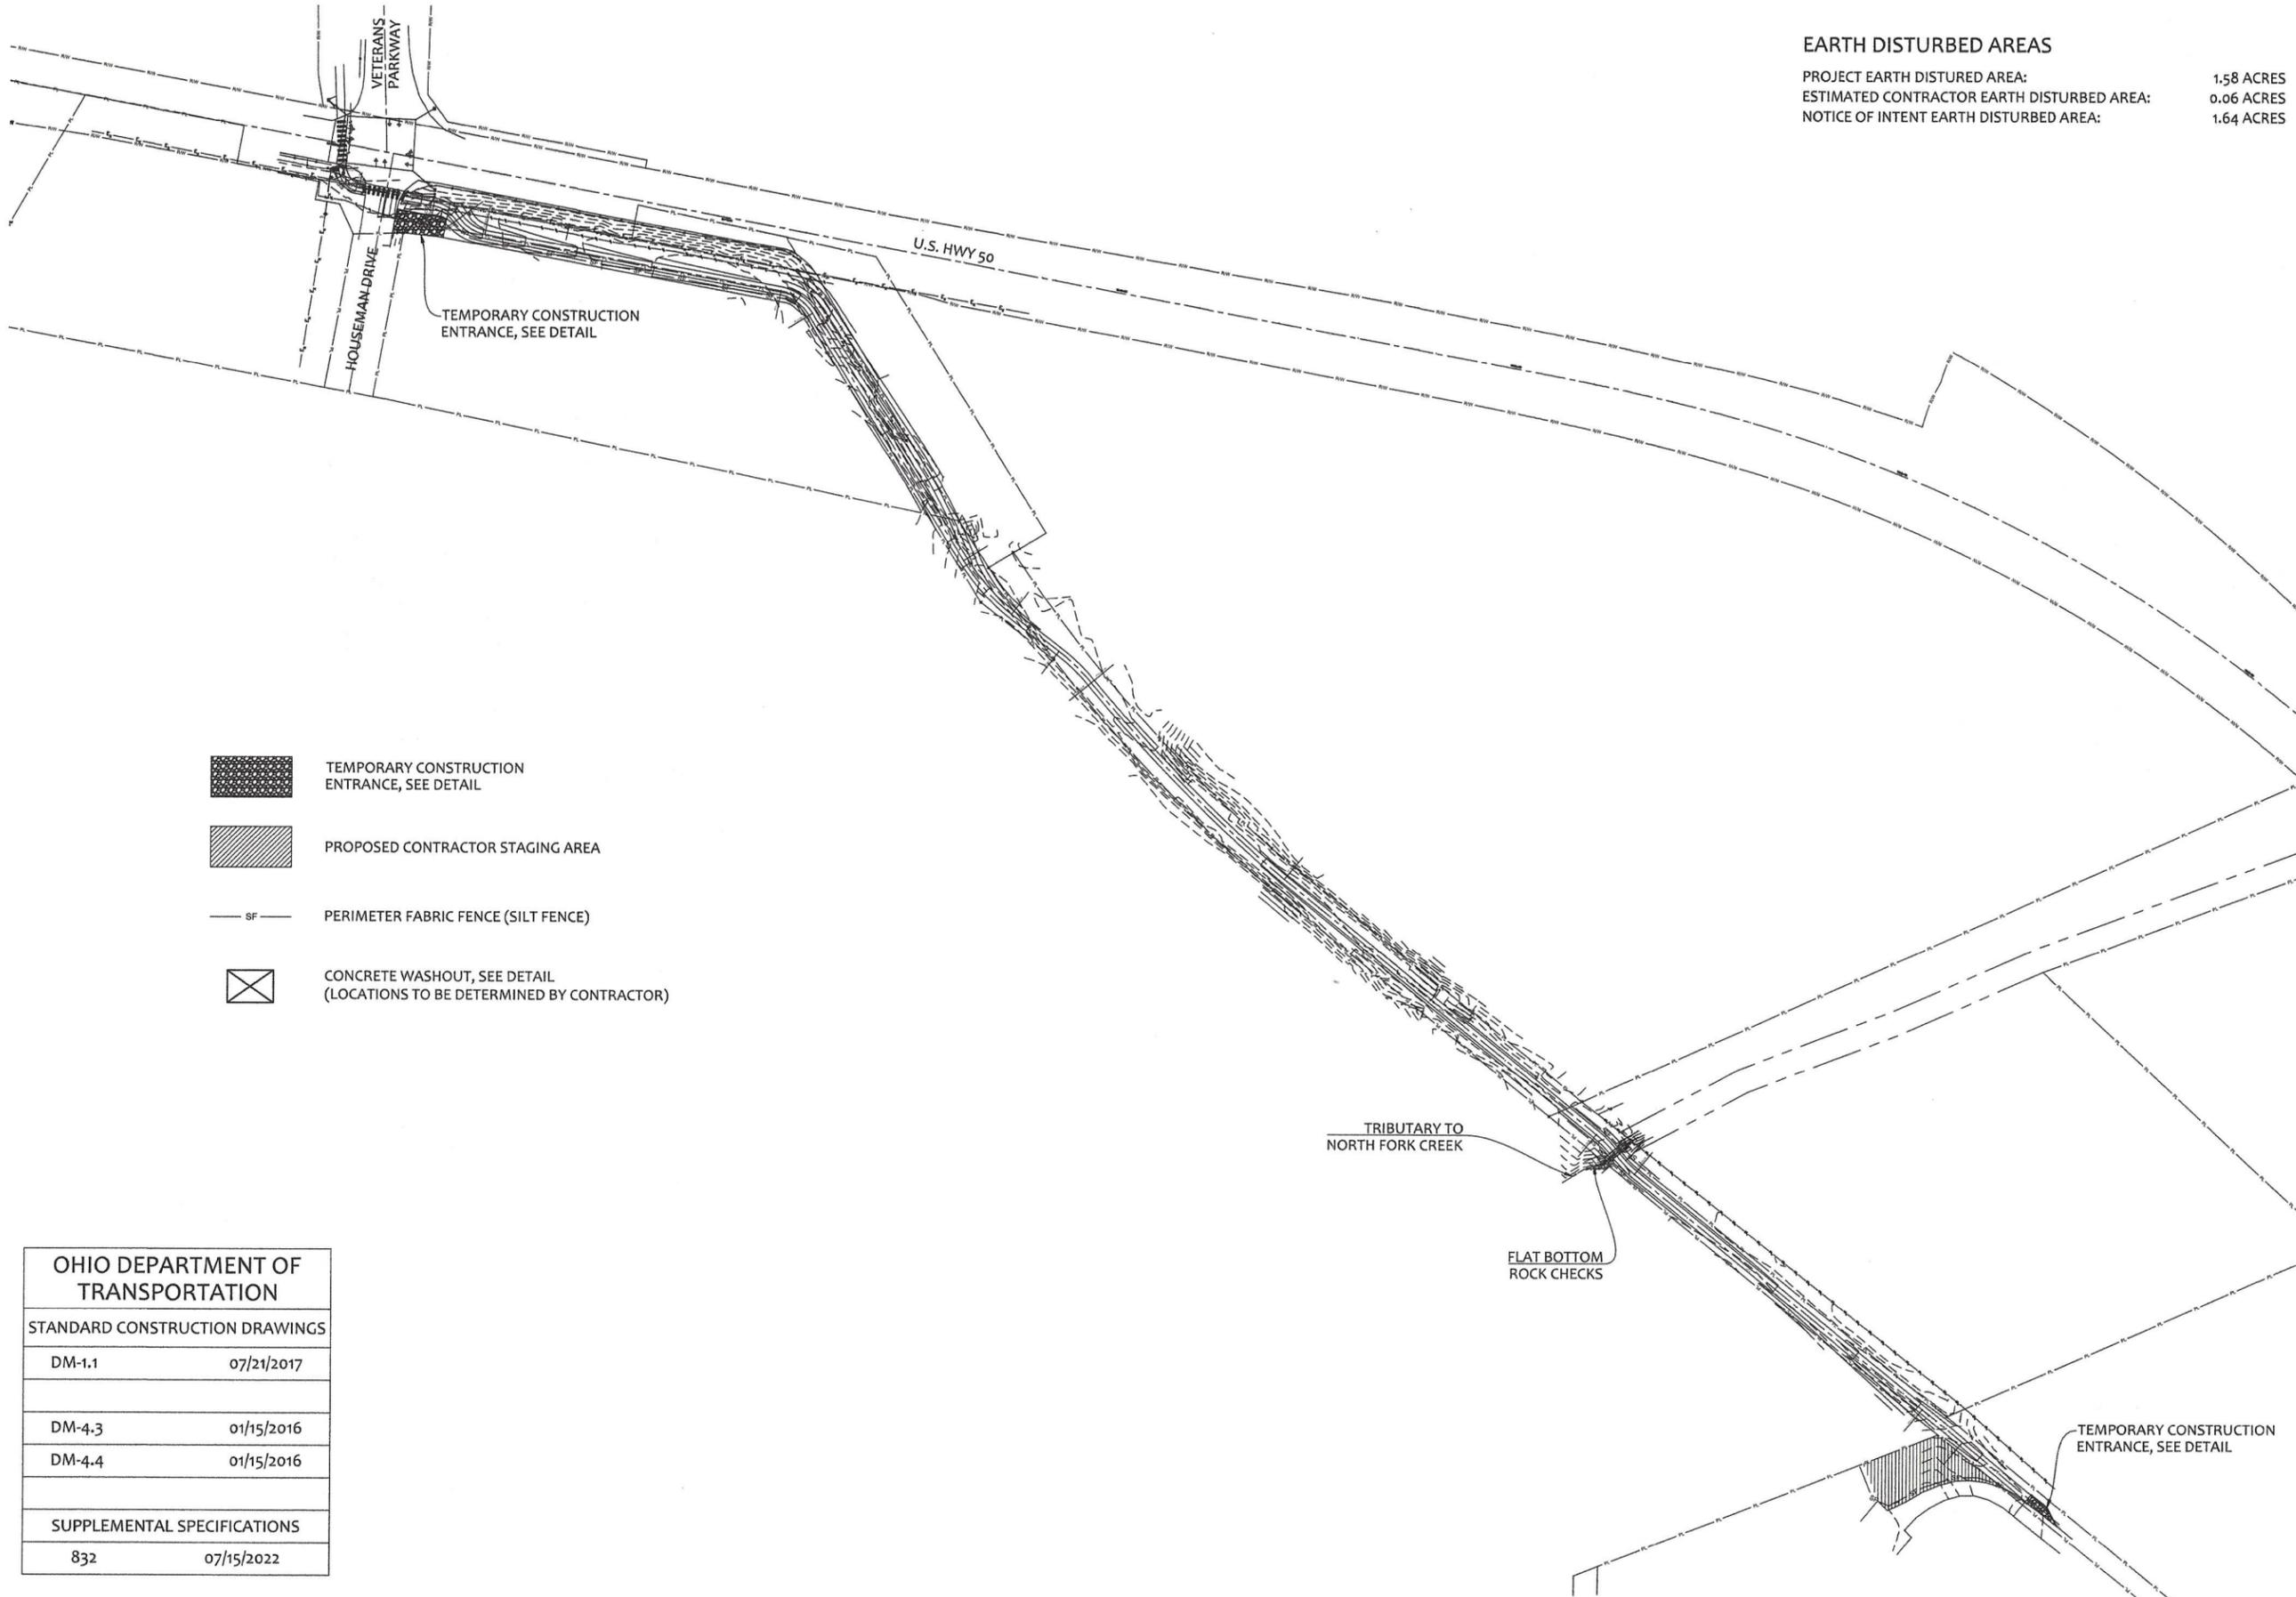 VETERANS
PARKWAY
EARTH DISTURBED AREAS
PROJECT EARTH DISTURED AREA: 1.58 ACRES
ESTIMATED CONTRACTOR EARTH DISTURBED AREA: 0.06 ACRES
NOTICE OF INTENT EARTH DISTURBED AREA: 1.64 ACRES
U.S. HWY 50
HOUSEMAN DRIVE
TEMPORARY CONSTRUCTION
ENTRANCE, SEE DETAIL
TEMPORARY CONSTRUCTION
ENTRANCE, SEE DETAIL
PROPOSED CONTRACTOR STAGING AREA
SF
PERIMETER FABRIC FENCE (SILT FENCE)
CONCRETE WASHOUT, SEE DETAIL
(LOCATIONS TO BE DETERMINED BY CONTRACTOR)
TRIBUTARY TO
NORTH FORK CREEK
FLAT BOTTOM
ROCK CHECKS
TEMPORARY CONSTRUCTION
ENTRANCE, SEE DETAIL
OHIO DEPARTMENT OF
TRANSPORTATION
STANDARD CONSTRUCTION DRAWINGS
DM-1.1 07/21/2017
DM-4.3 01/15/2016
DM-4.4 01/15/2016
SUPPLEMENTAL SPECIFICATIONS
832 07/15/2022